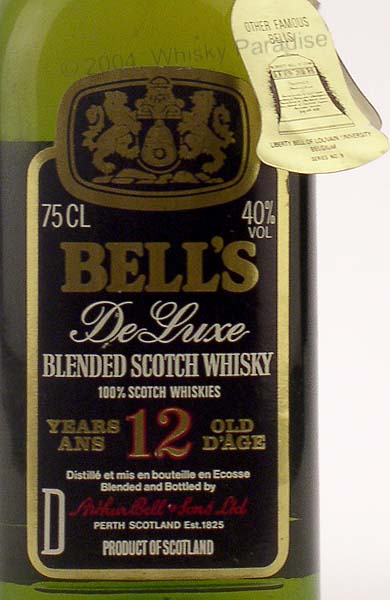 © 2004, Whisky Paradise
OTHER FAMOUS
BELLS
LIBERTY BELL OF LOUVAIN UNIVERSITY
BELGIUM
SERIES NO. 9
75 CL
40%
VOL
BELL'S
De Luxe
BLENDED SCOTCH WHISKY
100% SCOTCH WHISKIES
YEARS 12 OLD
ANS D'ÂGE
Distillé et mis en bouteille en Ecosse
Blended and Bottled by
Arthur Bell & Sons Ltd
PERTH SCOTLAND Est.1825
D
PRODUCT OF SCOTLAND